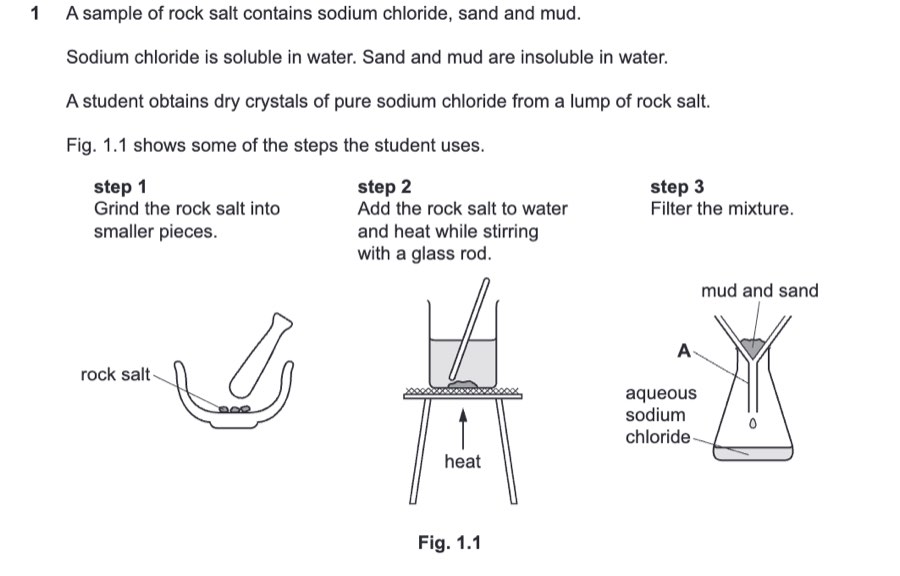 1 A sample of rock salt contains sodium chloride, sand and mud.
Sodium chloride is soluble in water. Sand and mud are insoluble in water.
A student obtains dry crystals of pure sodium chloride from a lump of rock salt.
Fig. 1.1 shows some of the steps the student uses.
step 1
Grind the rock salt into
smaller pieces.
rock salt
step 2
Add the rock salt to water
and heat while stirring
with a glass rod.
heat
step 3
Filter the mixture.
mud and sand
A
aqueous
sodium
chloride
Fig. 1.1